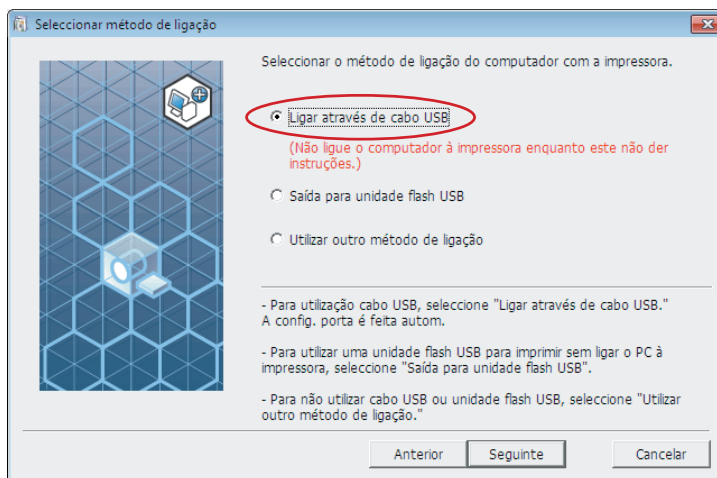 Seleccionar método de ligação
Seleccionar o método de ligação do computador com a impressora.
Ligar através de cabo USB
(Não ligue o computador à impressora enquanto este não der
instruções.)
Saída para unidade flash USB
Utilizar outro método de ligação
- Para utilização cabo USB, seleccione "Ligar através de cabo USB."
A config. porta é feita autom.
- Para utilizar uma unidade flash USB para imprimir sem ligar o PC à
impressora, seleccione "Saída para unidade flash USB".
- Para não utilizar cabo USB ou unidade flash USB, seleccione "Utilizar
outro método de ligação."
Anterior
Seguinte
Cancelar